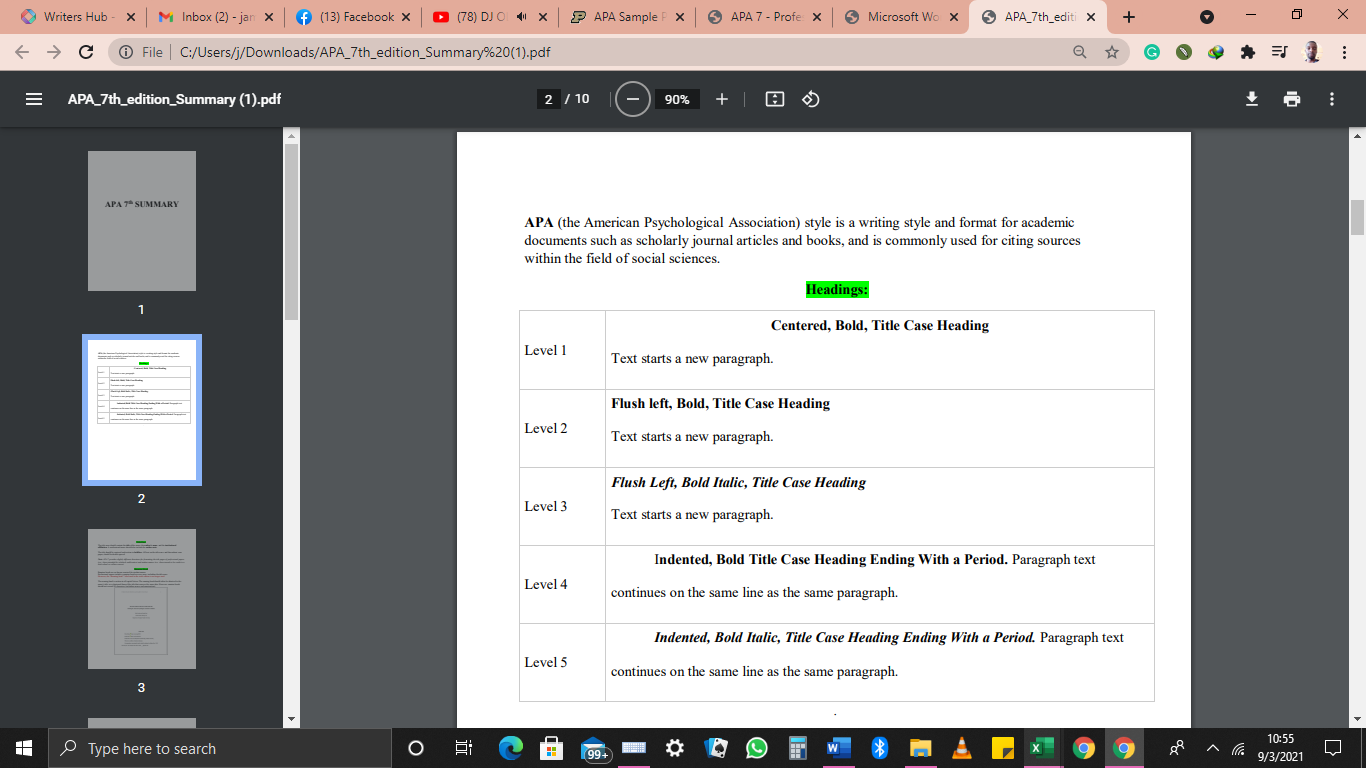 Writers Hub -
Inbox (2) - jan
(13) Facebook
(78) DJ O
APA Sample P
APA 7 - Profe
Microsoft Wo
APA_7th_editi
File
C:/Users/j/Downloads/APA_7th_edition_Summary%20(1).pdf
APA_7th_edition_Summary (1).pdf
2 / 10
90%
APA 7th SUMMARY
1
2
3
APA (the American Psychological Association) style is a writing style and format for academic
documents such as scholarly journal articles and books, and is commonly used for citing sources
within the field of social sciences.
Headings:
Level 1
Centered, Bold, Title Case Heading
Text starts a new paragraph.
Level 2
Flush left, Bold, Title Case Heading
Text starts a new paragraph.
Level 3
Flush Left, Bold Italic, Title Case Heading
Text starts a new paragraph.
Level 4
Indented, Bold Title Case Heading Ending With a Period. Paragraph text
continues on the same line as the same paragraph.
Level 5
Indented, Bold Italic, Title Case Heading Ending With a Period. Paragraph text
continues on the same line as the same paragraph.
.
Type here to search
99+
10:55
9/3/2021